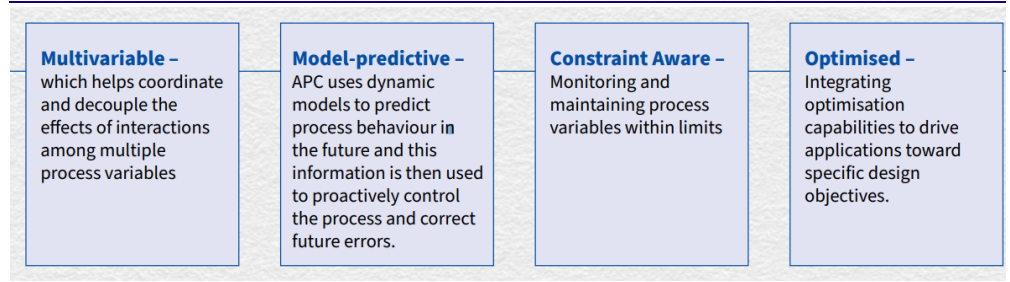 Multivariable –
which helps coordinate
and decouple the
effects of interactions
among multiple
process variables
Model-predictive –
APC uses dynamic
models to predict
process behaviour in
the future and this
information is then used
to proactively control
the process and correct
future errors.
Constraint Aware –
Monitoring and
maintaining process
variables within limits
Optimised –
Integrating
optimisation
capabilities to drive
applications toward
specific design
objectives.